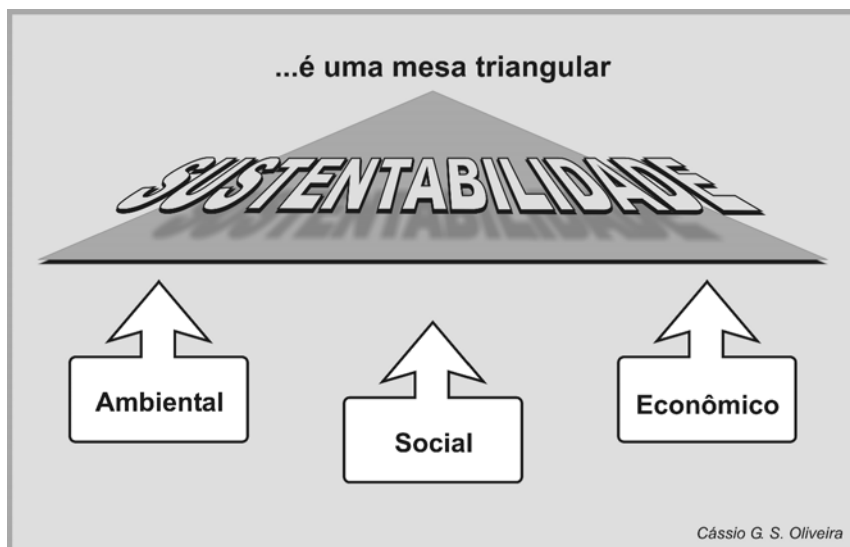 ...é uma mesa triangular
SUSTENTABILIDADE
Ambiental
Social
Econômico
Cássio G. S. Oliveira